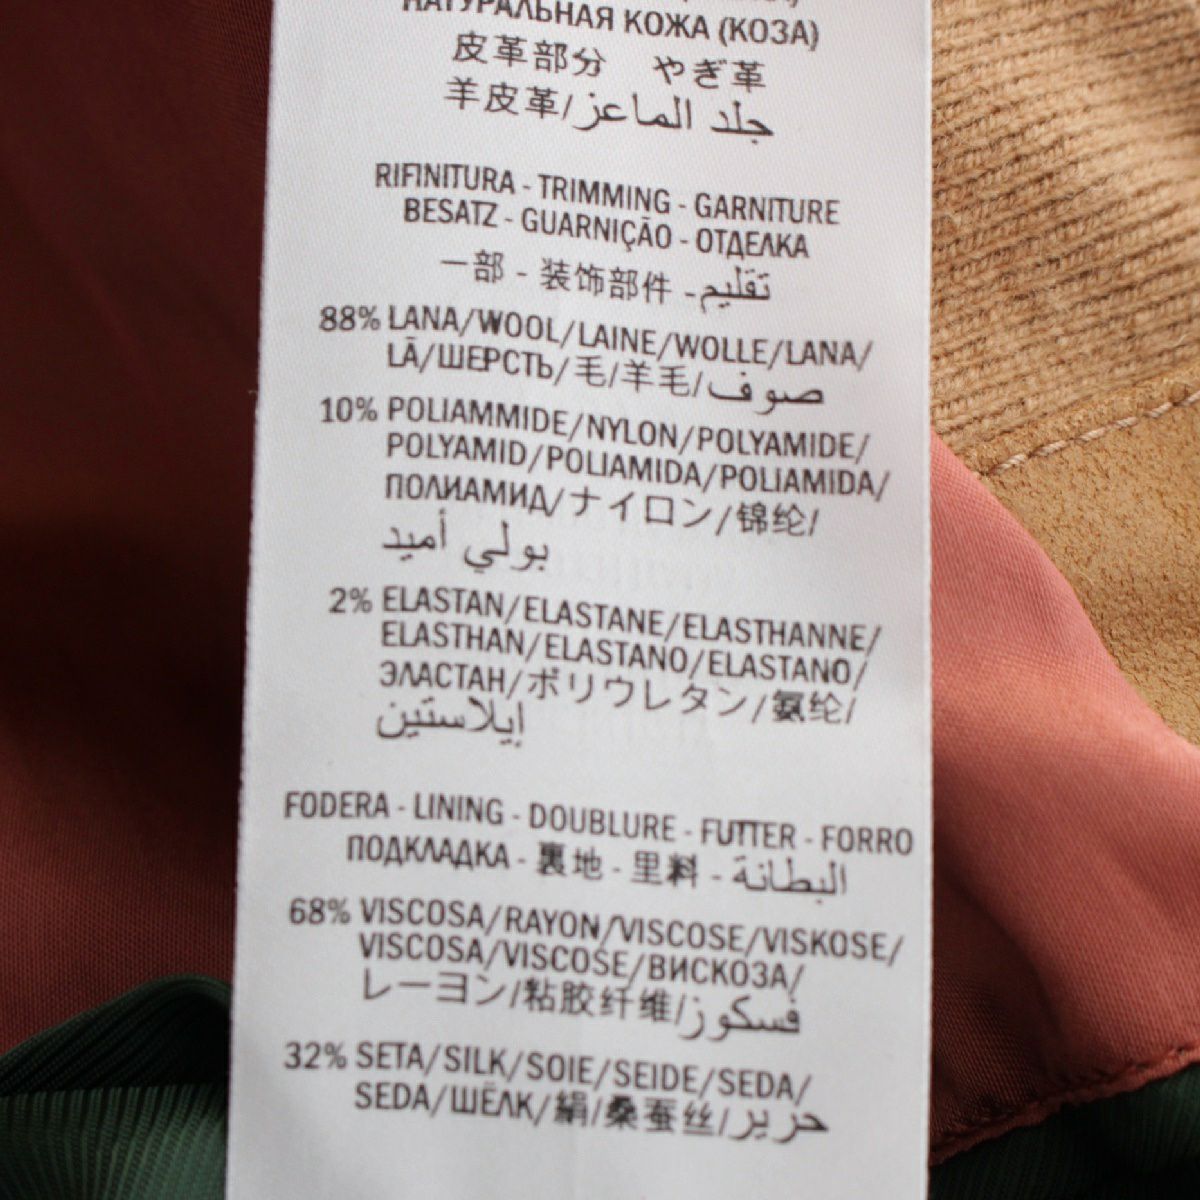 НАТУРАЛЬНАЯ КОЖА (КОЗА)
皮革部分 やぎ革
羊皮革/جلد الماعز
RIFINITURA - TRIMMING - GARNITURE
BESATZ - GUARNIÇÃO - ОТДЕЛКА
一部 - 装饰部件 - تقليم
88% LANA/WOOL/LAINE/WOLLE/LANA/
LÃ/ШЕРСТЬ/毛/羊毛/صوف
10% POLIAMMIDE/NYLON/POLYAMIDE/
POLYAMID/POLIAMIDA/POLIAMIDA/
ПОЛИАМИД/ナイロン/锦纶/
بولي أميد
2% ELASTAN/ELASTANE/ELASTHANNE/
ELASTHAN/ELASTANO/ELASTANO/
ЭЛАСТАН/ポリウレタン/氨纶/
إيلاستين
FODERA - LINING - DOUBLURE - FUTTER - FORRO
ПОДКЛАДКА - 裏地 - 里料 - البطانة
68% VISCOSA/RAYON/VISCOSE/VISKOSE/
VISCOSA/VISCOSE/ВИСКОЗА/
レーヨン/粘胶纤维/فسكوز
32% SETA/SILK/SOIE/SEIDE/SEDA/
SEDA/ШЁЛК/絹/桑蚕丝/حرير